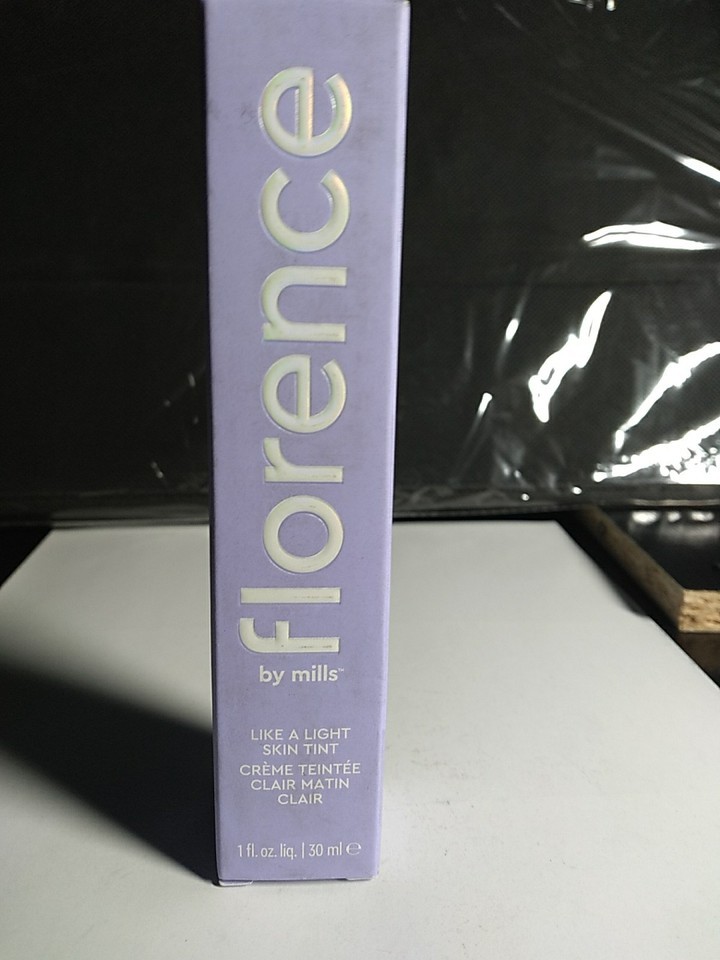 florence
by mills™
LIKE A LIGHT
SKIN TINT
CRÈME TEINTÉE
CLAIR MATIN
CLAIR
1 fl. oz. liq. | 30 ml ℮